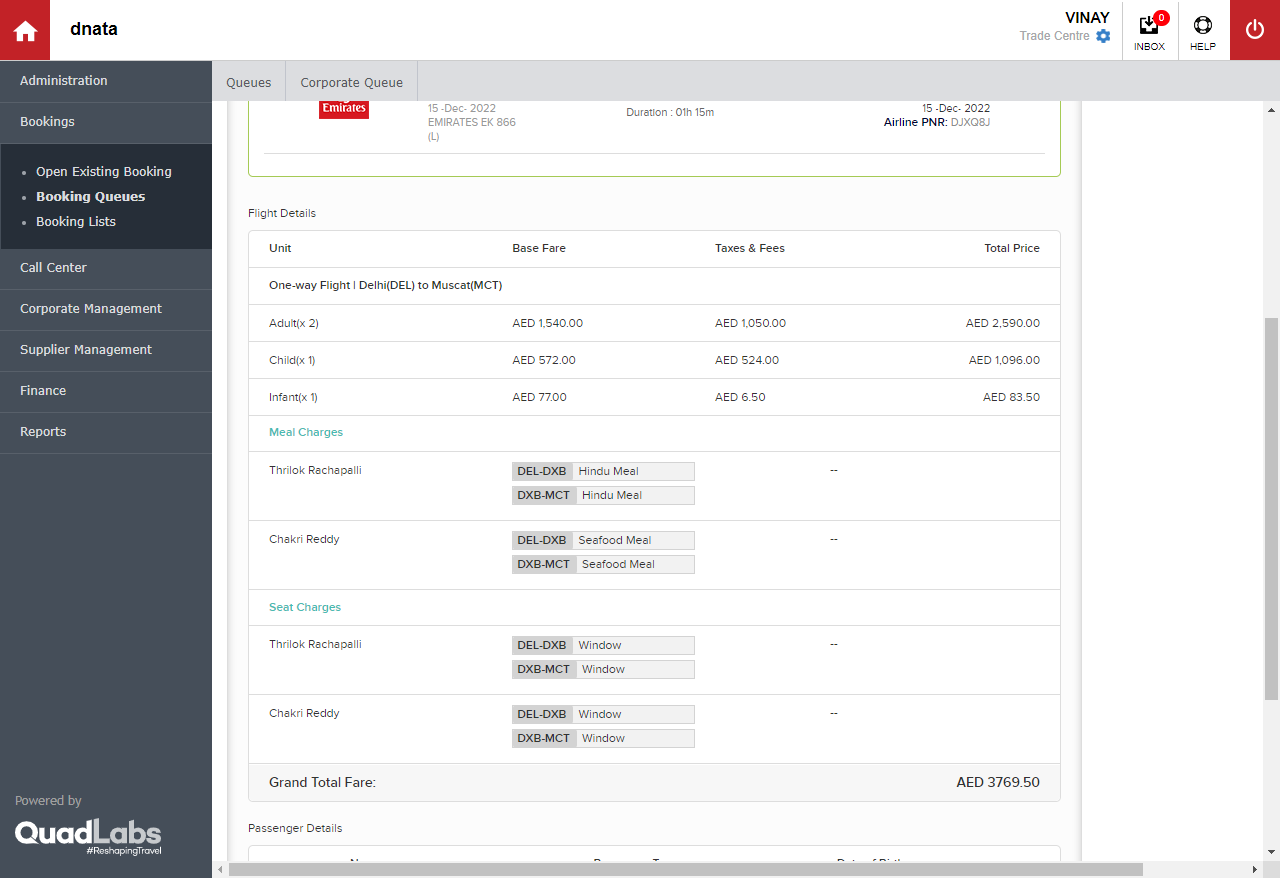 dnata
VINAY
Trade Centre
0
INBOX
HELP
Administration
Bookings
Open Existing Booking
Booking Queues
Booking Lists
Call Center
Corporate Management
Supplier Management
Finance
Reports
Powered by
QuadLabs
#ReshapingTravel
Queues
Corporate Queue
Emirates
15 -Dec- 2022
EMIRATES EK 866
(L)
Duration : 01h 15m
15 -Dec- 2022
Airline PNR: DJXQ8J
Flight Details
Unit Base Fare Taxes & Fees Total Price
One-way Flight | Delhi(DEL) to Muscat(MCT)
Adult(x 2) AED 1,540.00 AED 1,050.00 AED 2,590.00
Child(x 1) AED 572.00 AED 524.00 AED 1,096.00
Infant(x 1) AED 77.00 AED 6.50 AED 83.50
Meal Charges
Thrilok Rachapalli DEL-DXB Hindu Meal --
DXB-MCT Hindu Meal
Chakri Reddy DEL-DXB Seafood Meal --
DXB-MCT Seafood Meal
Seat Charges
Thrilok Rachapalli DEL-DXB Window --
DXB-MCT Window
Chakri Reddy DEL-DXB Window --
DXB-MCT Window
Grand Total Fare: AED 3769.50
Passenger Details